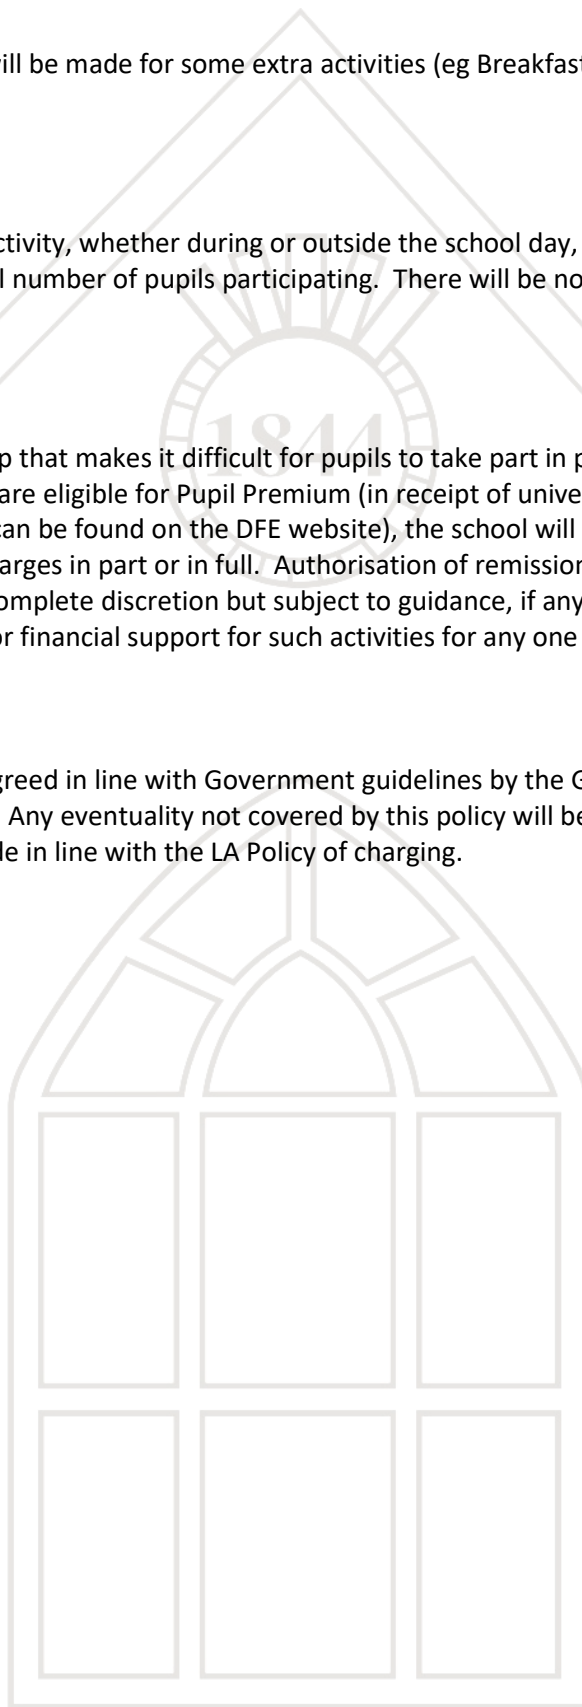 ill be made for some extra activities (eg Breakfast
ctivity, whether during or outside the school day,
l number of pupils participating. There will be no
1844
p that makes it difficult for pupils to take part in p
are eligible for Pupil Premium (in receipt of unive
can be found on the DFE website), the school will
arges in part or in full. Authorisation of remission
omplete discretion but subject to guidance, if any
or financial support for such activities for any one
greed in line with Government guidelines by the G
Any eventuality not covered by this policy will be
de in line with the LA Policy of charging.